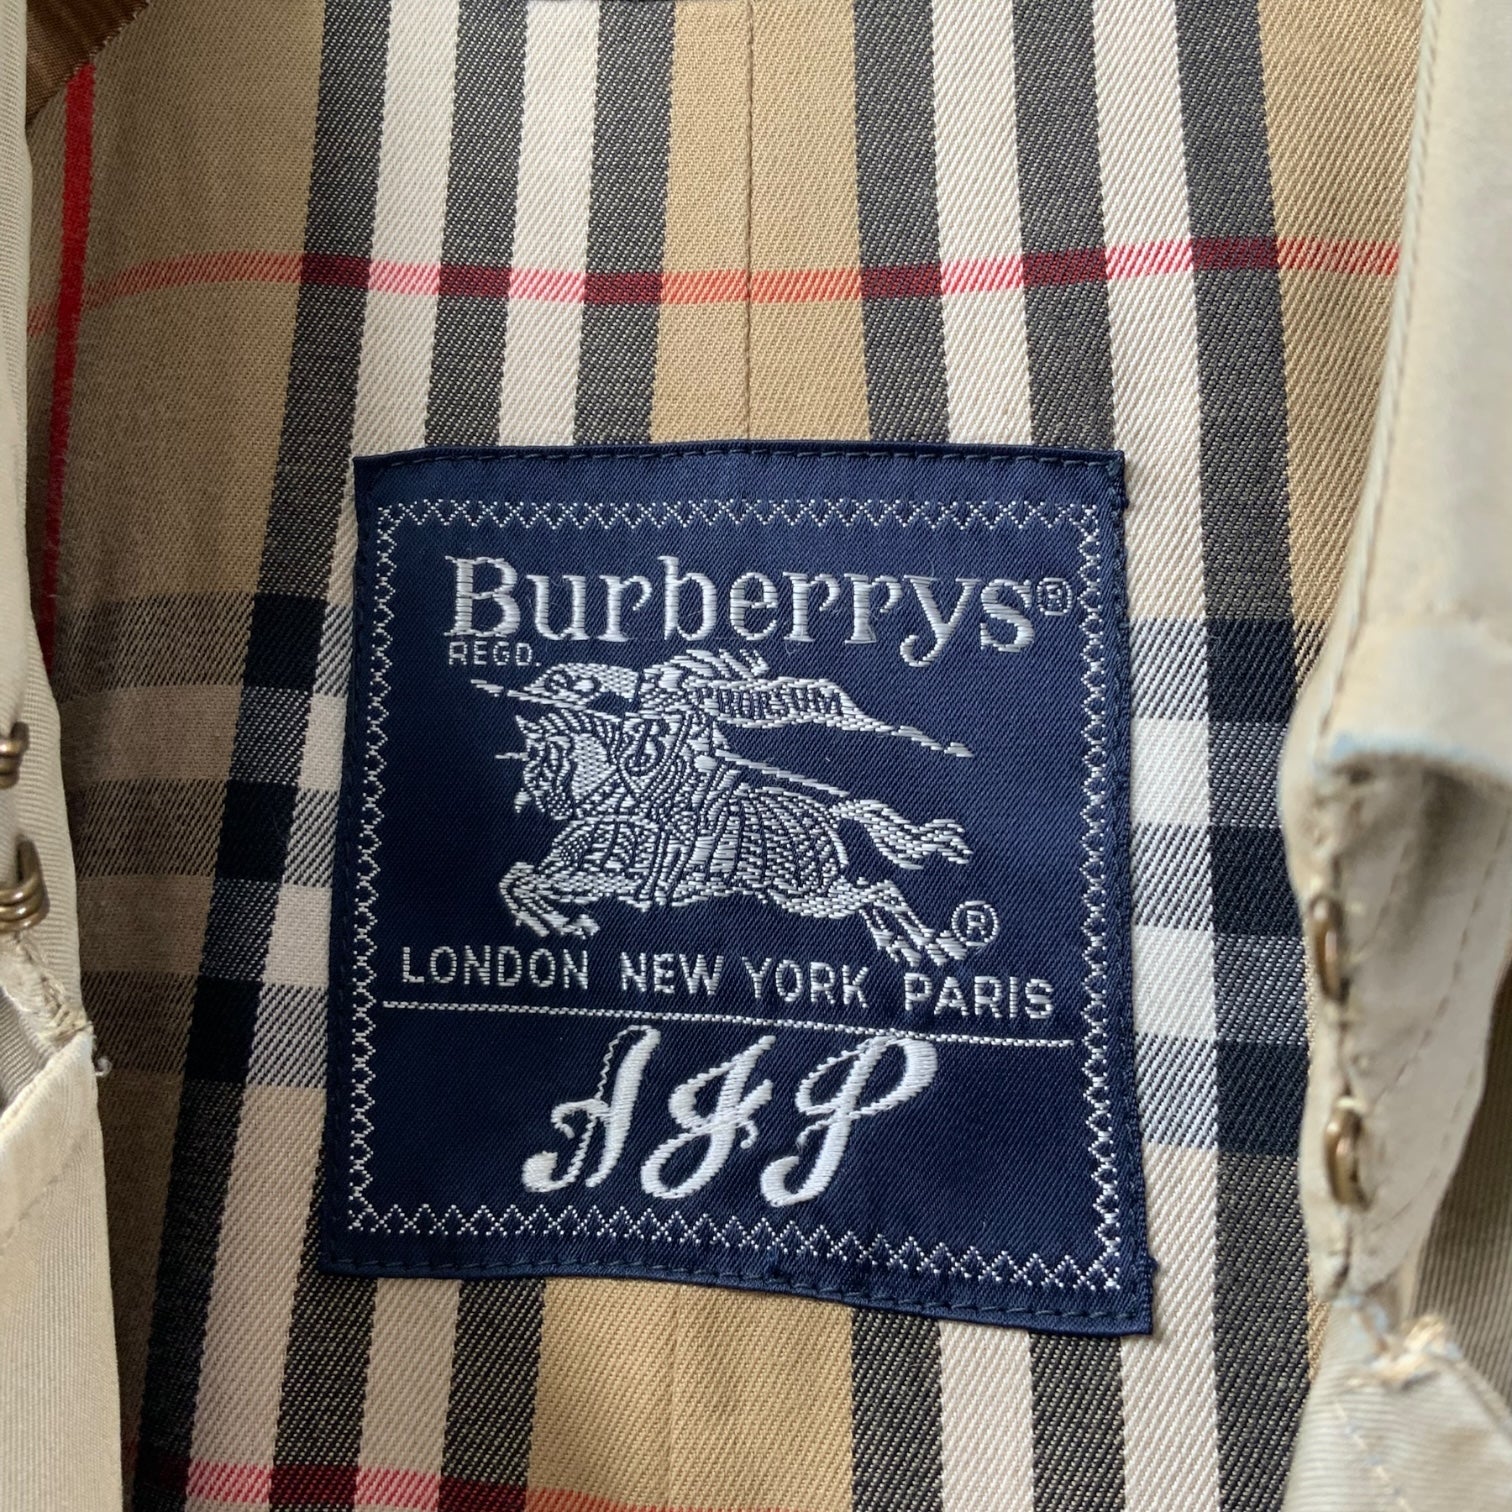 Burberrys®
REGD.
PRORSUM
B
®
LONDON NEW YORK PARIS
AJP